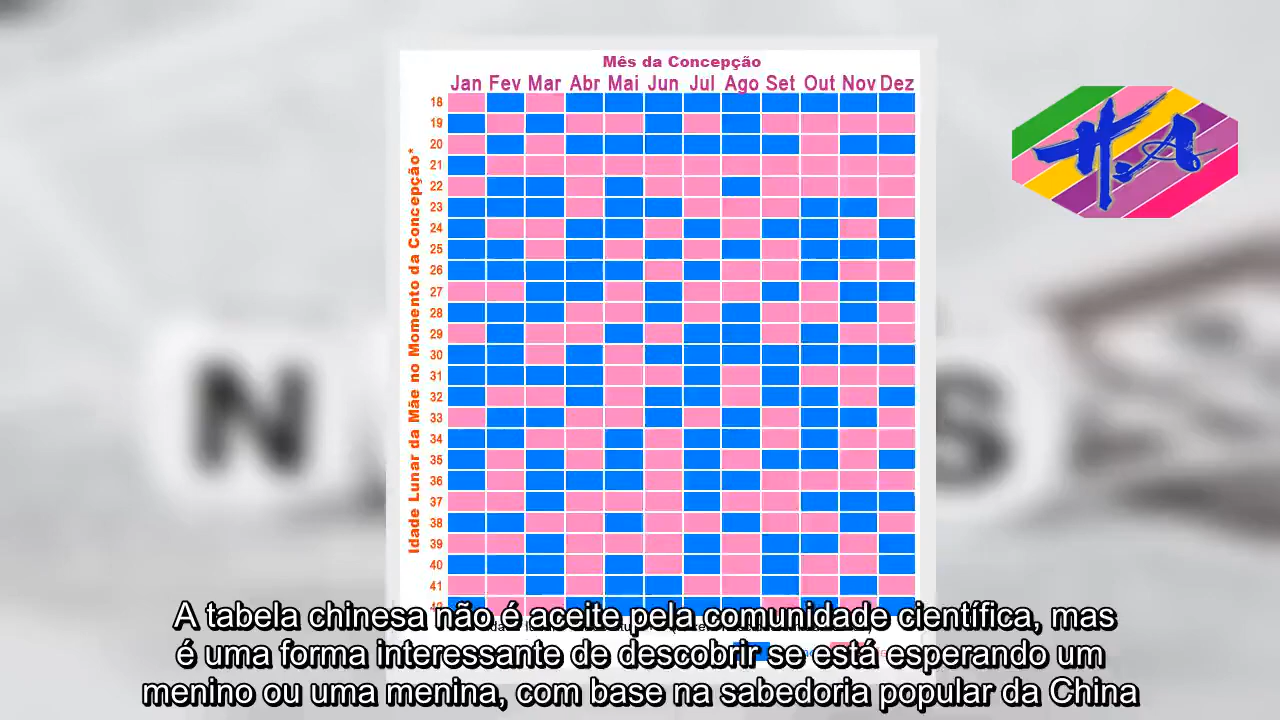 Mês da Concepção
Jan Fev Mar Abr Mai Jun Jul Ago Set Out Nov Dez
Idade Lunar da Mãe no Momento da Concepção*
18
19
20
21
22
23
24
25
26
27
28
29
30
31
32
33
34
35
36
37
38
39
40
41
42
H.A
N
S
A tabela chinesa não é aceite pela comunidade científica, mas
é uma forma interessante de descobrir se está esperando um
menino ou uma menina, com base na sabedoria popular da China